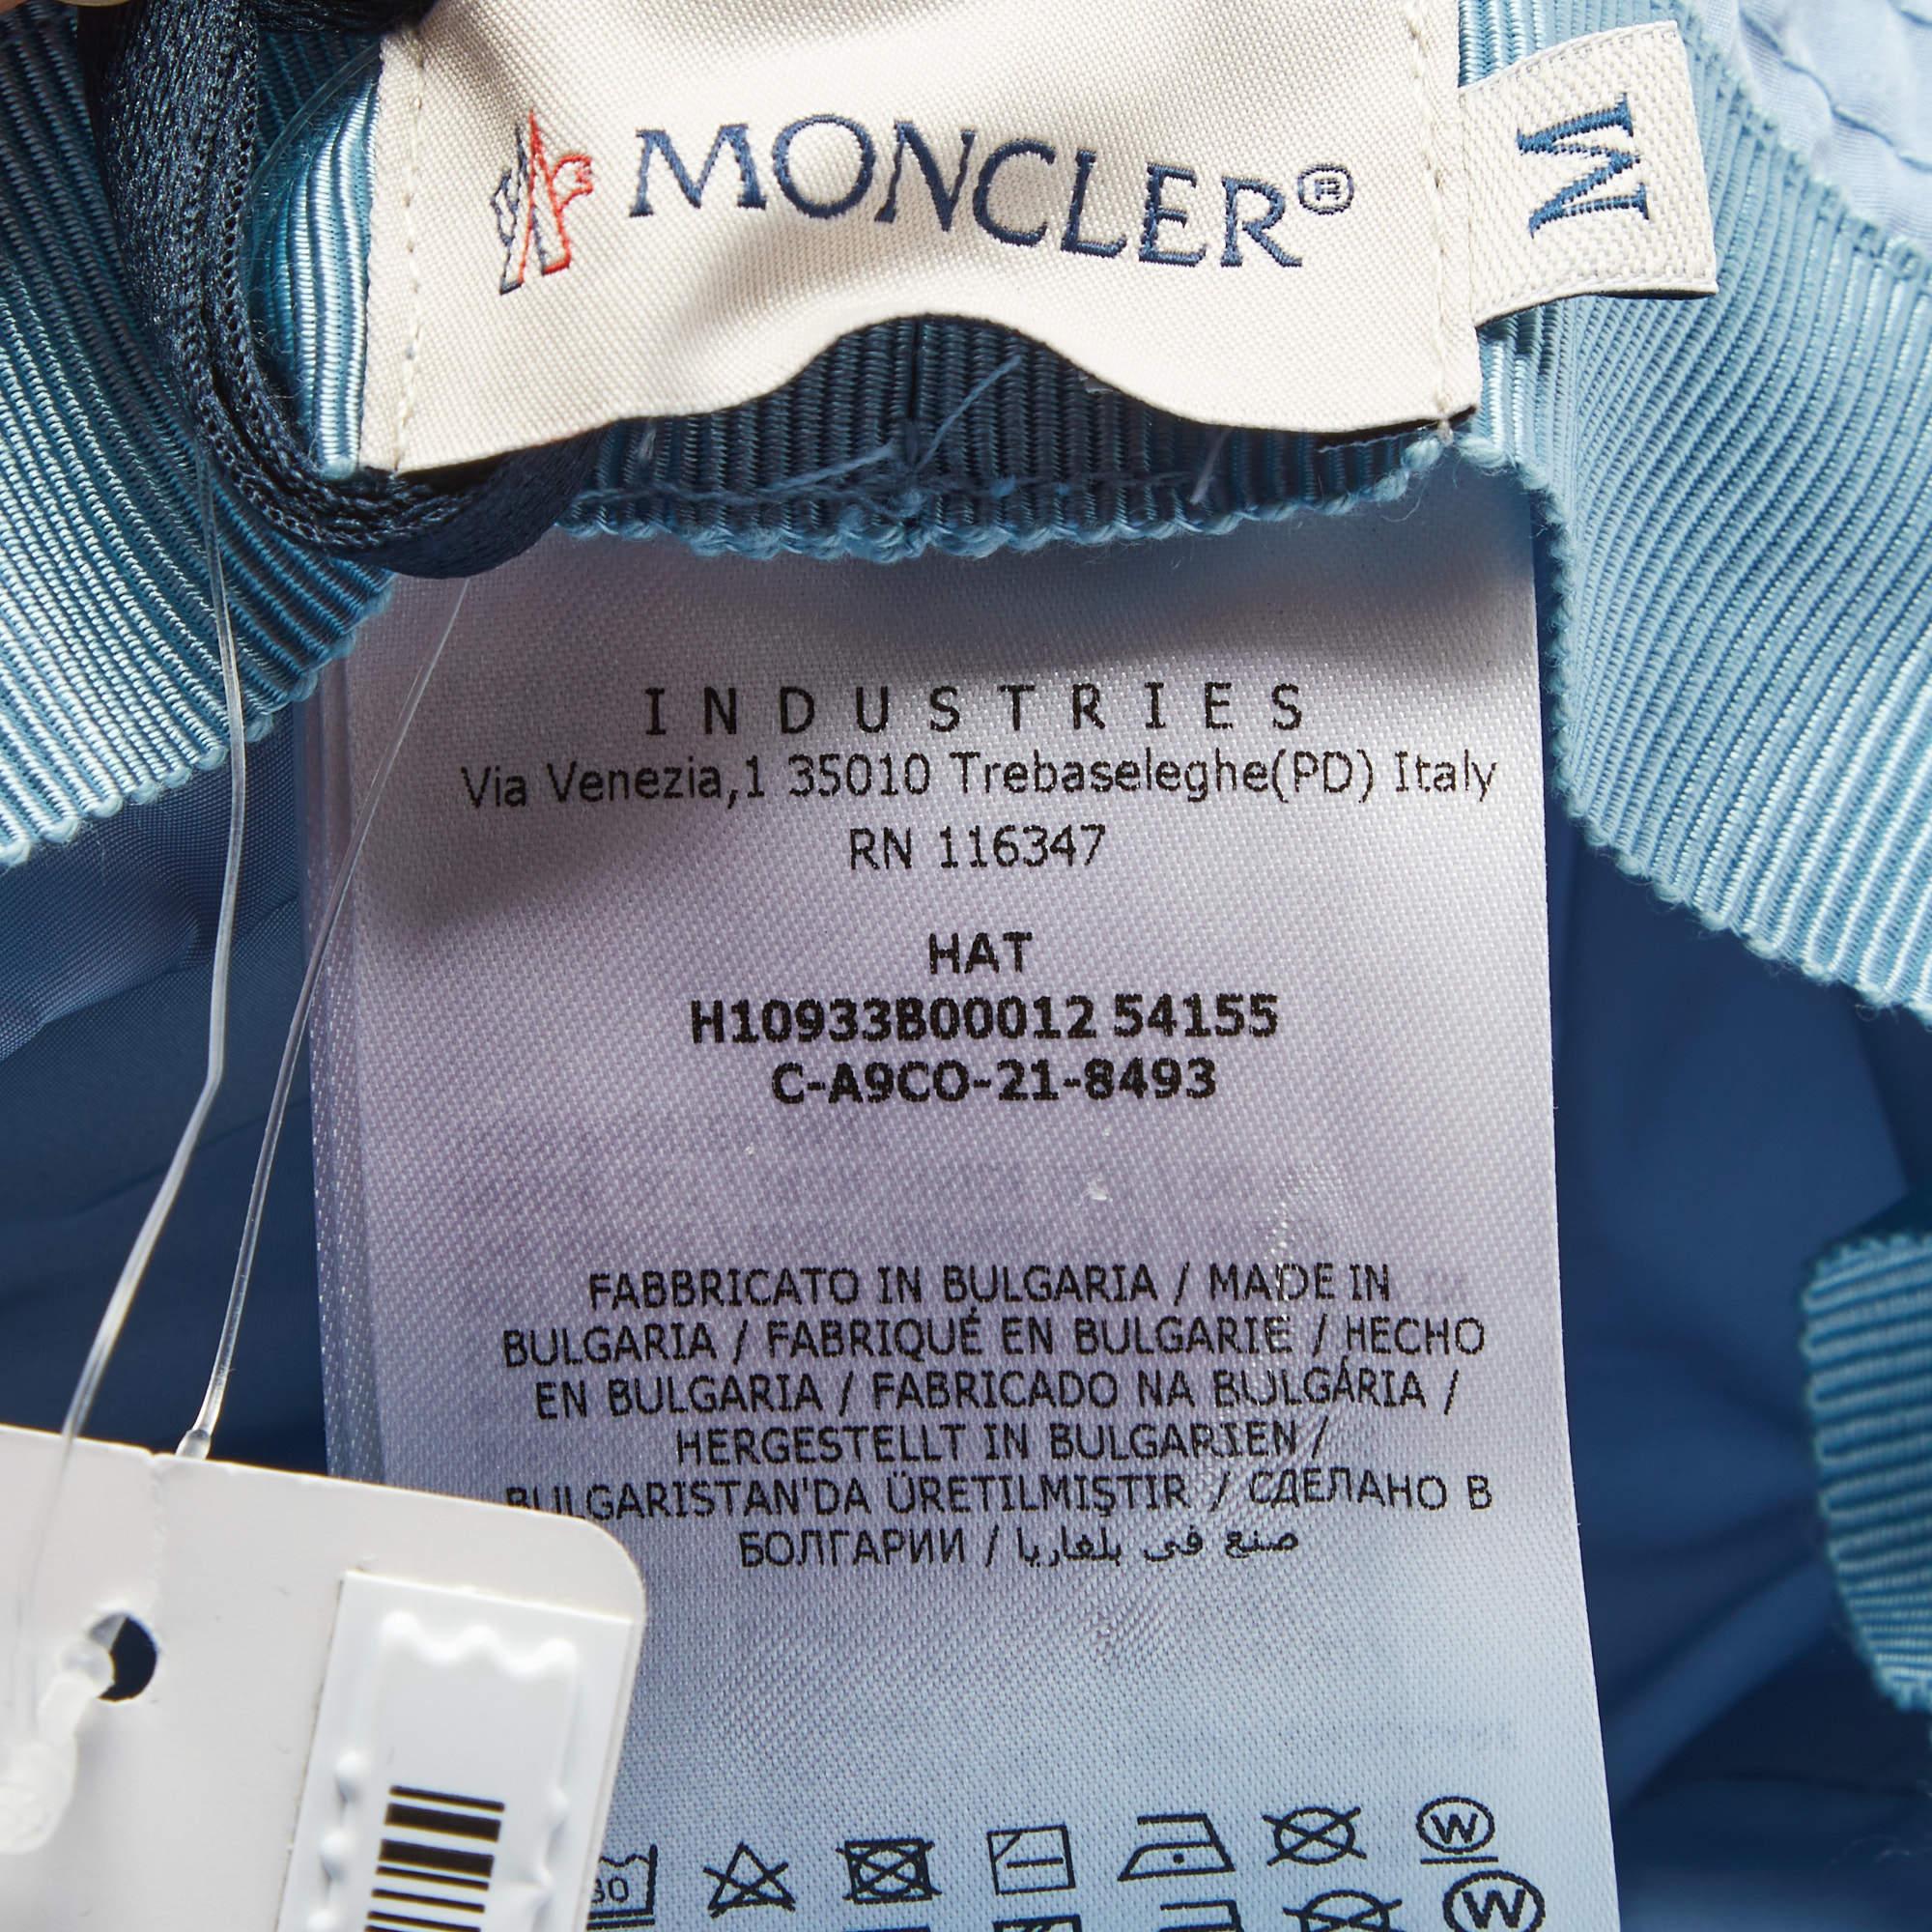 MONCLER®
M
INDUSTRIES
Via Venezia,1 35010 Trebaseleghe(PD) Italy
RN 116347
HAT
H10933B00012 54155
C-A9CO-21-8493
FABBRICATO IN BULGARIA / MADE IN
BULGARIA / FABRIQUÉ EN BULGARIE / HECHO
EN BULGARIA / FABRICADO NA BULGÁRIA /
HERGESTELLT IN BULGARIEN /
BULGARISTAN'DA ÜRETILMIŞTIR / СДЕЛАНО В
БОЛГАРИИ / صنع في بلغاريا
30
W
W